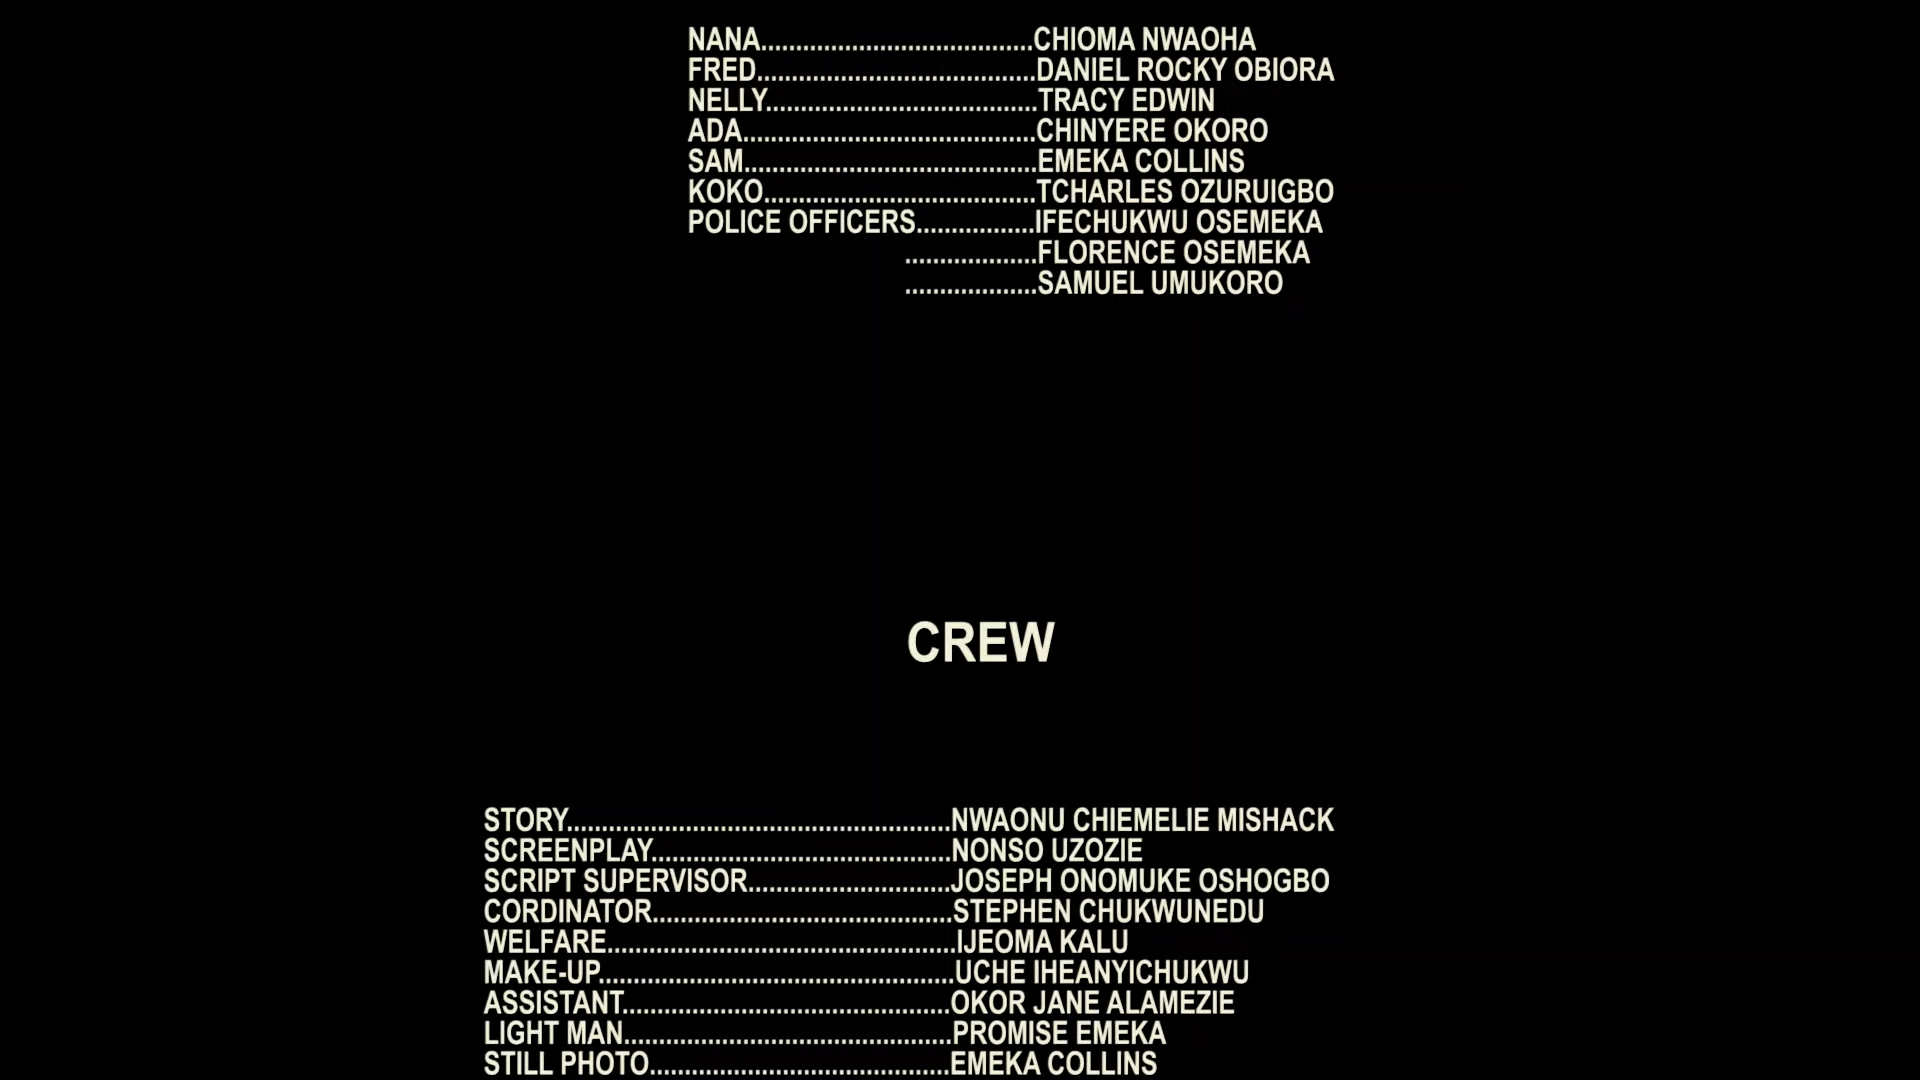 NANA.......................................CHIOMA NWAOHA
FRED........................................DANIEL ROCKY OBIORA
NELLY.......................................TRACY EDWIN
ADA..........................................CHINYERE OKORO
SAM..........................................EMEKA COLLINS
KOKO.......................................TCHARLES OZURUIGBO
POLICE OFFICERS.................IFECHUKWU OSEMEKA
...................FLORENCE OSEMEKA
...................SAMUEL UMUKORO
CREW
STORY.......................................................NWAONU CHIEMELIE MISHACK
SCREENPLAY...........................................NONSO UZOZIE
SCRIPT SUPERVISOR.............................JOSEPH ONOMUKE OSHOGBO
CORDINATOR...........................................STEPHEN CHUKWUNEDU
WELFARE..................................................IJEOMA KALU
MAKE-UP...................................................UCHE IHEANYICHUKWU
ASSISTANT...............................................OKOR JANE ALAMEZIE
LIGHT MAN...............................................PROMISE EMEKA
STILL PHOTO...........................................EMEKA COLLINS